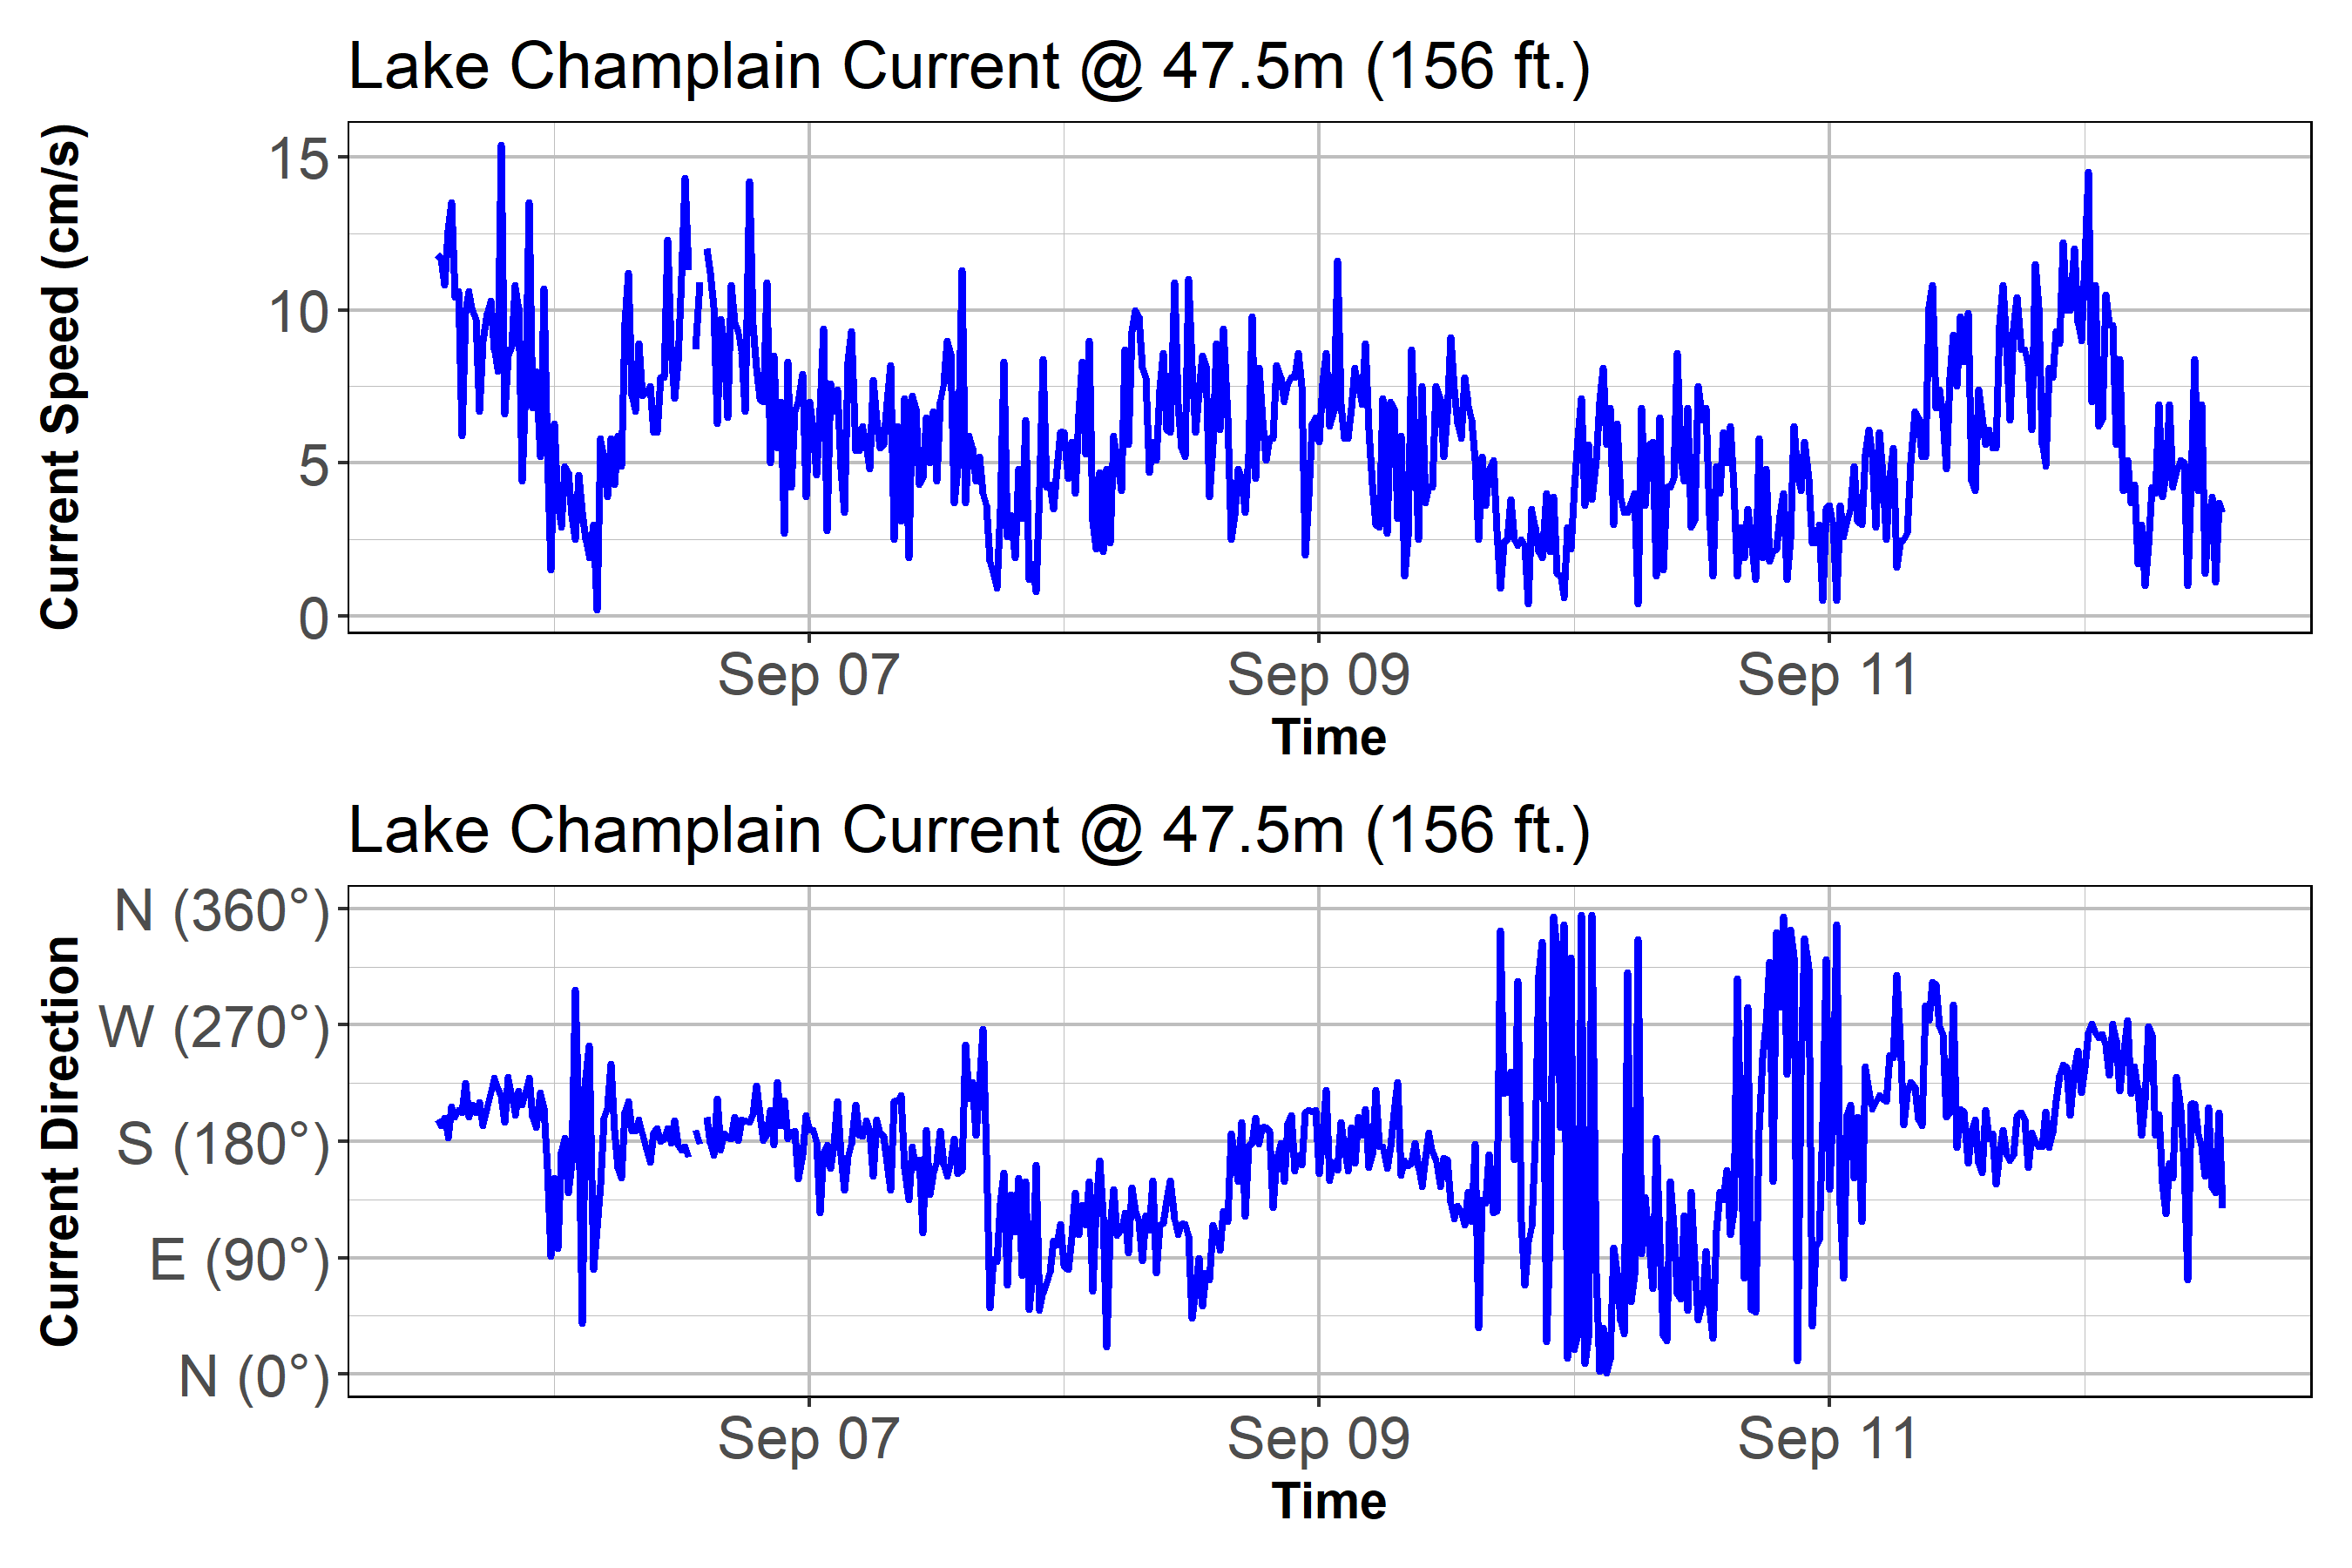 Lake Champlain Current @ 47.5m (156 ft.)
Current Speed (cm/s)
15
10
5
0
Sep 07 Sep 09 Sep 11
Time
Lake Champlain Current @ 47.5m (156 ft.)
Current Direction
N (360°)
W (270°)
S (180°)
E (90°)
N (0°)
Sep 07 Sep 09 Sep 11
Time